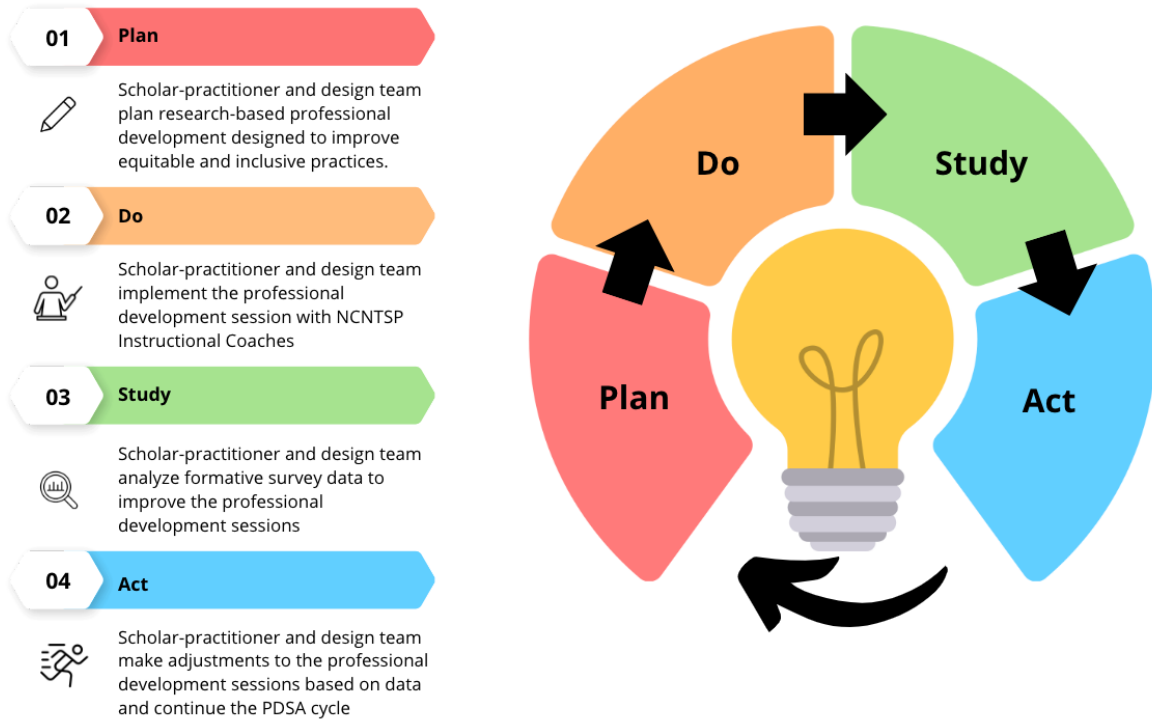 01
Plan
Scholar-practitioner and design team
plan research-based professional
development designed to improve
equitable and inclusive practices.
02
Do
Scholar-practitioner and design team
implement the professional
development session with NCNTSP
Instructional Coaches
03
Study
Scholar-practitioner and design team
analyze formative survey data to
improve the professional
development sessions
04
Act
Scholar-practitioner and design team
make adjustments to the professional
development sessions based on data
and continue the PDSA cycle
Do
Study
Plan
Act